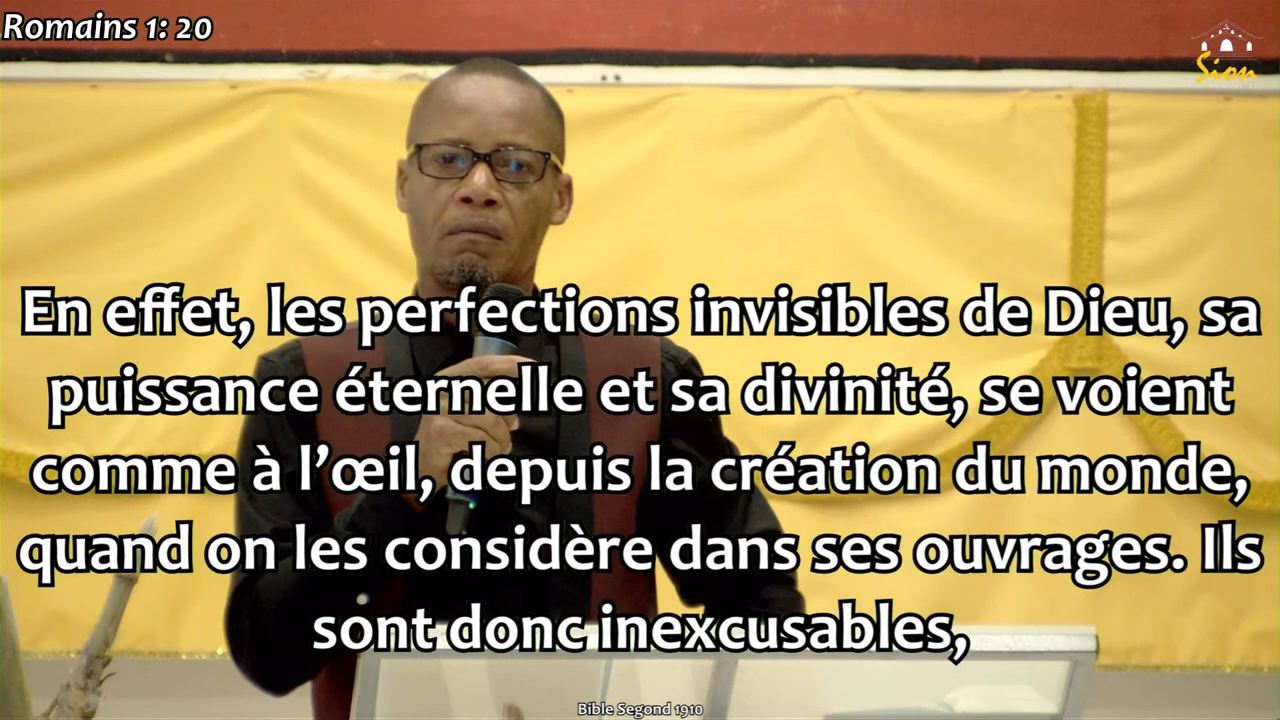 Romains 1: 20
Sion
En effet, les perfections invisibles de Dieu, sa
puissance éternelle et sa divinité, se voient
comme à l’œil, depuis la création du monde,
quand on les considère dans ses ouvrages. Ils
sont donc inexcusables,
Bible Segond 1910